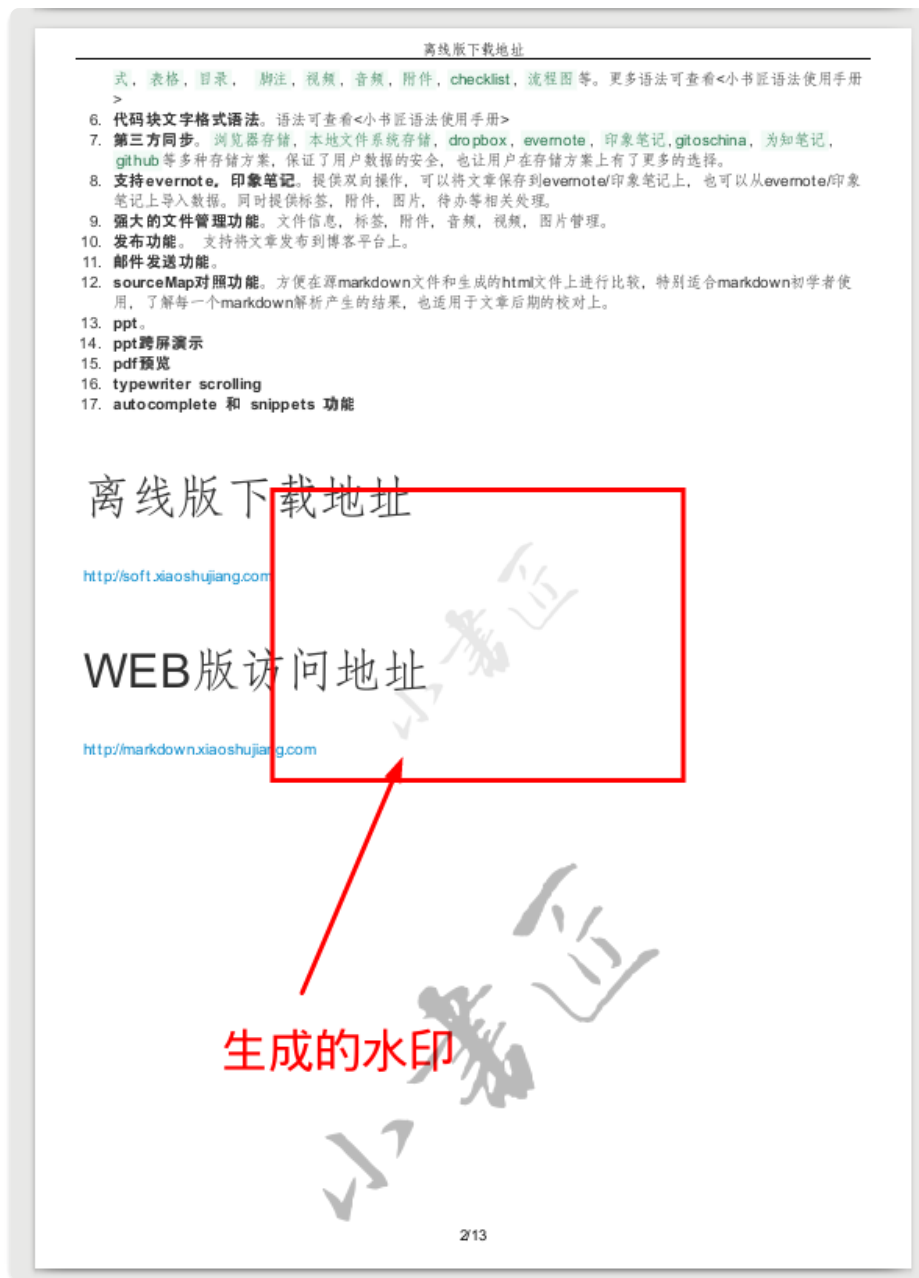 离线版下载地址
式, 表格, 目录, 脚注, 视频, 音频, 附件, checklist, 流程图等。更多语法可查看<小书匠语法使用手册
>
6. 代码块文字格式语法。语法可查看<小书匠语法使用手册>
7. 第三方同步。 浏览器存储, 本地文件系统存储, dropbox, evernote, 印象笔记, gitoschina, 为知笔记,
github等多种存储方案, 保证了用户数据的安全, 也让用户在存储方案上有了更多的选择。
8. 支持evernote, 印象笔记。提供双向操作, 可以将文章保存到evernote/印象笔记上, 也可以从evernote/印象
笔记上导入数据。同时提供标签, 附件, 图片, 待办等相关处理。
9. 强大的文件管理功能。文件信息, 标签, 附件, 音频, 视频, 图片管理。
10. 发布功能。 支持将文章发布到博客平台上。
11. 邮件发送功能。
12. sourceMap对照功能。方便在源markdown文件和生成的html文件上进行比较, 特别适合markdown初学者使
用, 了解每一个markdown解析产生的结果, 也适用于文章后期的校对上。
13. ppt。
14. ppt跨屏演示
15. pdf预览
16. typewriter scrolling
17. autocomplete 和 snippets 功能
离线版下载地址
http://soft.xiaoshujiang.com
小書匠
WEB版访问地址
http://markdown.xiaoshujiang.com
生成的水印
小書匠
2/13